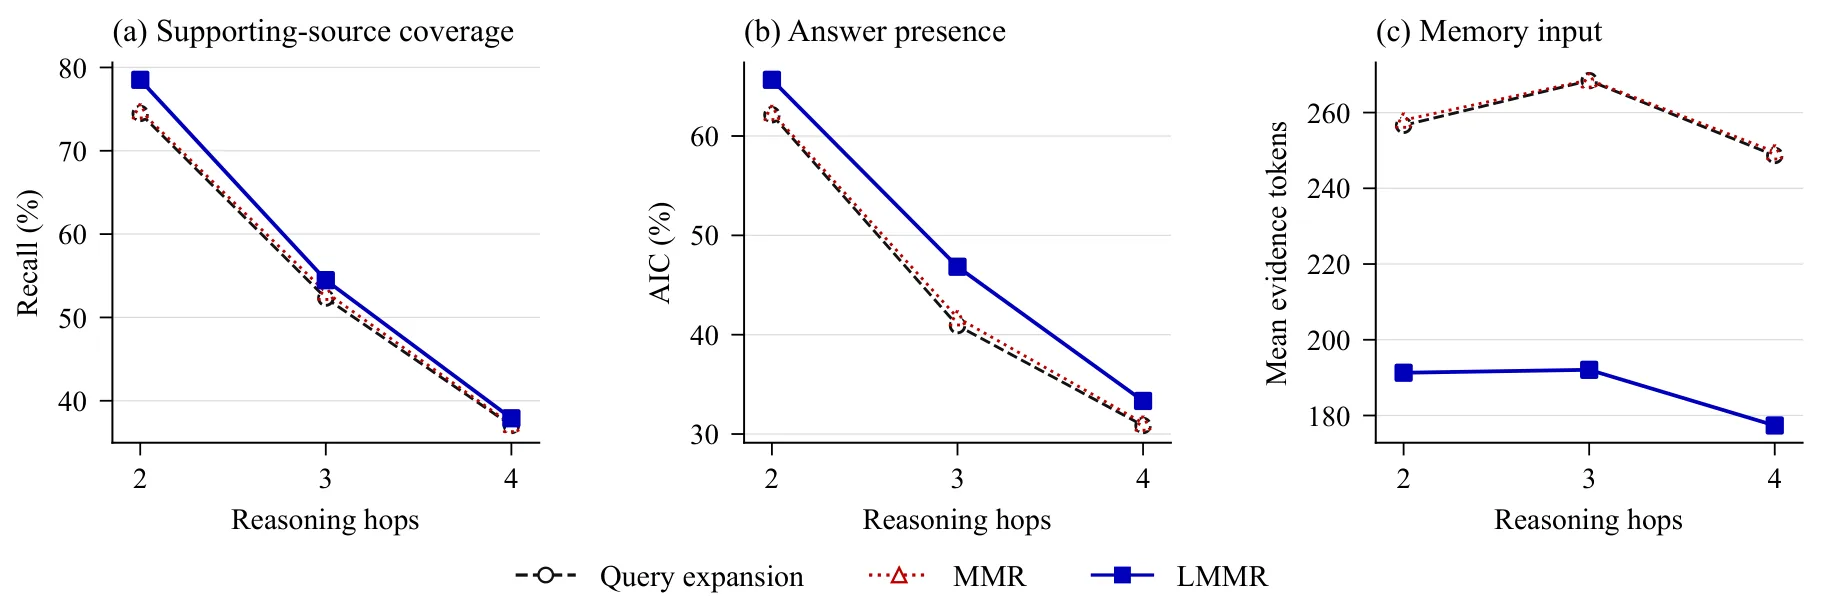 (a) Supporting-source coverage
80
70
60
50
40
Recall (%)
2 3 4
Reasoning hops
(b) Answer presence
60
50
40
30
AIC (%)
2 3 4
Reasoning hops
(c) Memory input
260
240
220
200
180
Mean evidence tokens
2 3 4
Reasoning hops
Query expansion MMR LMMR